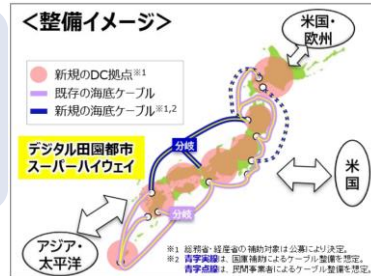 ＜整備イメージ＞
米国・
欧州
新規のDC拠点※1
既存の海底ケーブル
新規の海底ケーブル※1,2
分岐
デジタル田園都市
スーパーハイウェイ
米
国
分岐
アジア・
太平洋
※1 総務省・経産省の補助対象は公募により決定。
※2 青字実線は、国庫補助によるケーブル整備を想定。
青字点線は、民間事業者によるケーブル整備を想定。